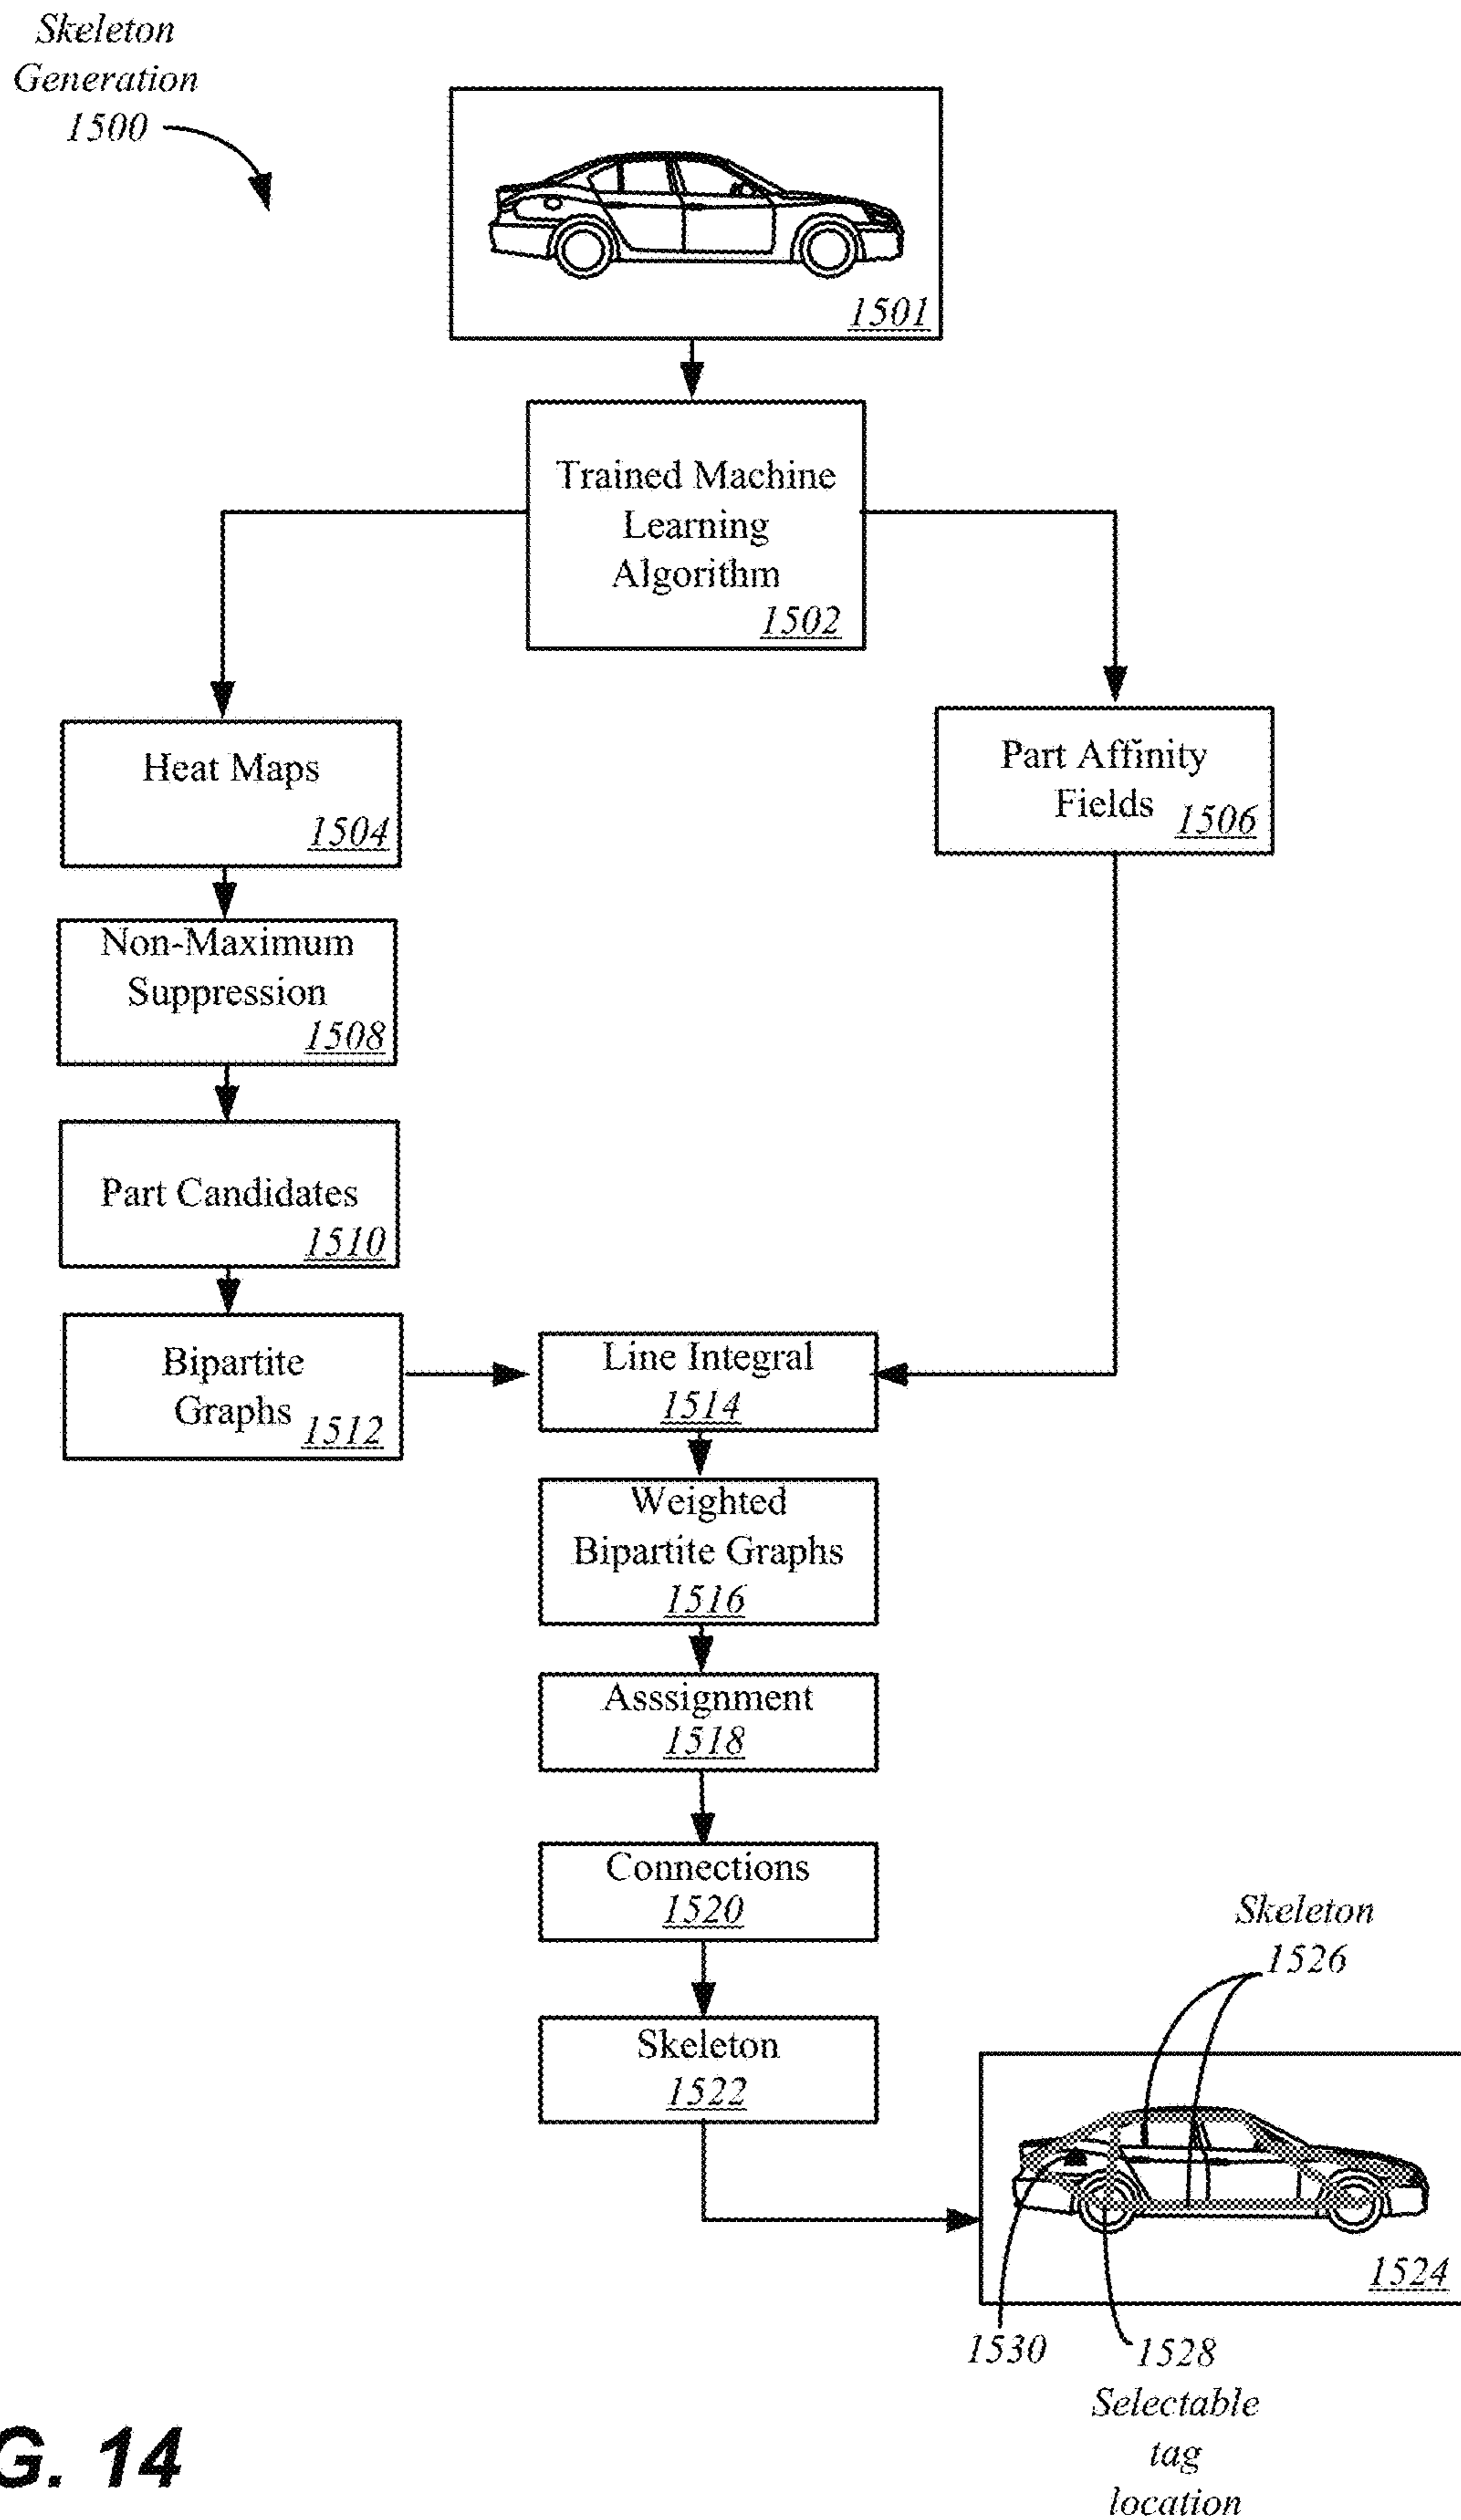 Skeleton
Generation
1500
1501
Trained Machine
Learning
Algorithm
1502
Heat Maps
1504
Part Affinity
Fields 1506
Non-Maximum
Suppression
1508
Part Candidates
1510
Bipartite
Graphs 1512
Line Integral
1514
Weighted
Bipartite Graphs
1516
Asssignment
1518
Connections
1520
Skeleton
1522
Skeleton
1526
1524
1530
1528
Selectable
tag
location
G. 14